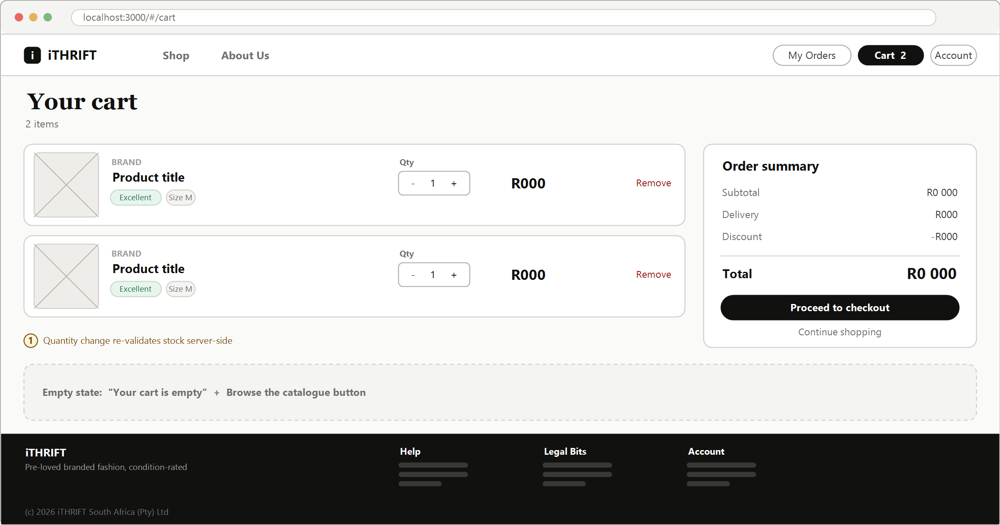 localhost:3000/#/cart
i iTHRIFT Shop About Us My Orders Cart 2 Account
Your cart
2 items
BRAND
Product title
Excellent Size M
Qty
- 1 +
R000
Remove
BRAND
Product title
Excellent Size M
Qty
- 1 +
R000
Remove
1 Quantity change re-validates stock server-side
Order summary
Subtotal R0 000
Delivery R000
Discount -R000
Total R0 000
Proceed to checkout
Continue shopping
Empty state: "Your cart is empty" + Browse the catalogue button
iTHRIFT
Pre-loved branded fashion, condition-rated
Help
Legal Bits
Account
(c) 2026 iTHRIFT South Africa (Pty) Ltd